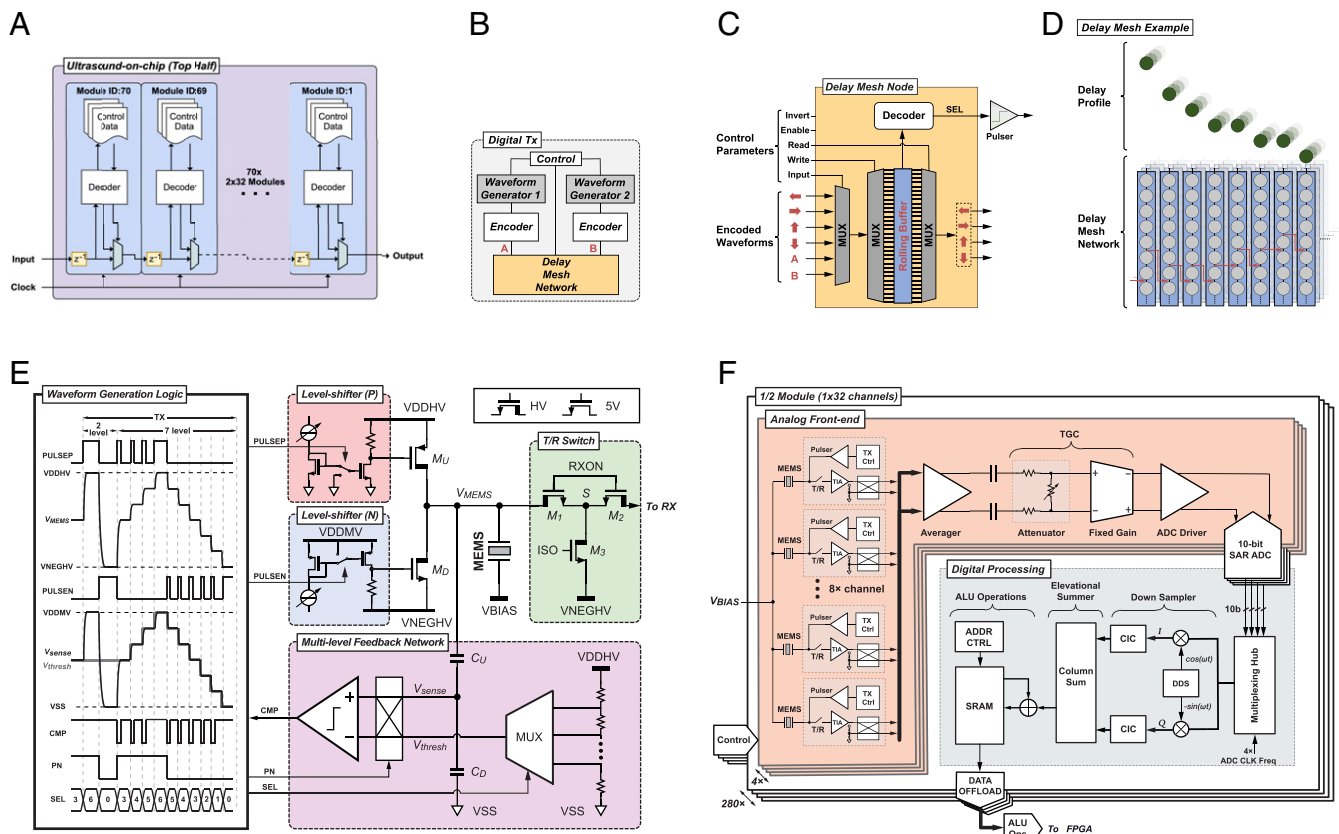 A
Ultrasound-on-chip (Top Half)
Module ID:70
Module ID:69
Module ID:1
Control
Data
Control
Data
Control
Data
Decoder
Decoder
Decoder
70x
2x32 Modules
Input
z⁻¹
z⁻¹
z⁻¹
Output
Clock
B
Digital Tx
Control
Waveform
Generator 1
Waveform
Generator 2
Encoder
Encoder
A
B
Delay
Mesh
Network
C
Delay Mesh Node
Control
Parameters
Invert
Enable
Read
Write
Input
Decoder
SEL
Pulser
Encoded
Waveforms
A
B
MUX
MUX
Rolling Buffer
MUX
D
Delay Mesh Example
Delay
Profile
Delay
Mesh
Network
E
Waveform Generation Logic
TX
2
level
7 level
PULSEP
VDDHV
VMEMS
VNEGHV
PULSEN
VDDMV
Vsense
Vthresh
VSS
CMP
PN
SEL
3 6 0 3 4 5 6 5 4 3 2 1 0
PULSEP
PULSEN
CMP
PN
SEL
Level-shifter (P)
VDDHV
MU
Level-shifter (N)
VDDMV
MD
VNEGHV
HV
5V
VMEMS
MEMS
VBIAS
T/R Switch
RXON
S
M1
M2
To RX
ISO
M3
VNEGHV
Multi-level Feedback Network
CU
Vsense
Vthresh
CD
VSS
MUX
VDDHV
VSS
F
1/2 Module (1x32 channels)
Analog Front-end
MEMS
Pulser
TX
Ctrl
T/R
TIA
MEMS
Pulser
TX
Ctrl
T/R
TIA
8× channel
MEMS
Pulser
TX
Ctrl
T/R
TIA
MEMS
Pulser
TX
Ctrl
T/R
TIA
VBIAS
Control
4×
280×
TGC
Averager
Attenuator
Fixed Gain
ADC Driver
10-bit
SAR ADC
10b
Digital Processing
ALU Operations
Elevational
Summer
Down Sampler
ADDR
CTRL
SRAM
Column
Sum
CIC
I
cos(ωt)
DDS
-sin(ωt)
CIC
Q
Multiplexing Hub
4×
ADC CLK Freq
DATA
OFFLOAD
ALU
Ops
To FPGA